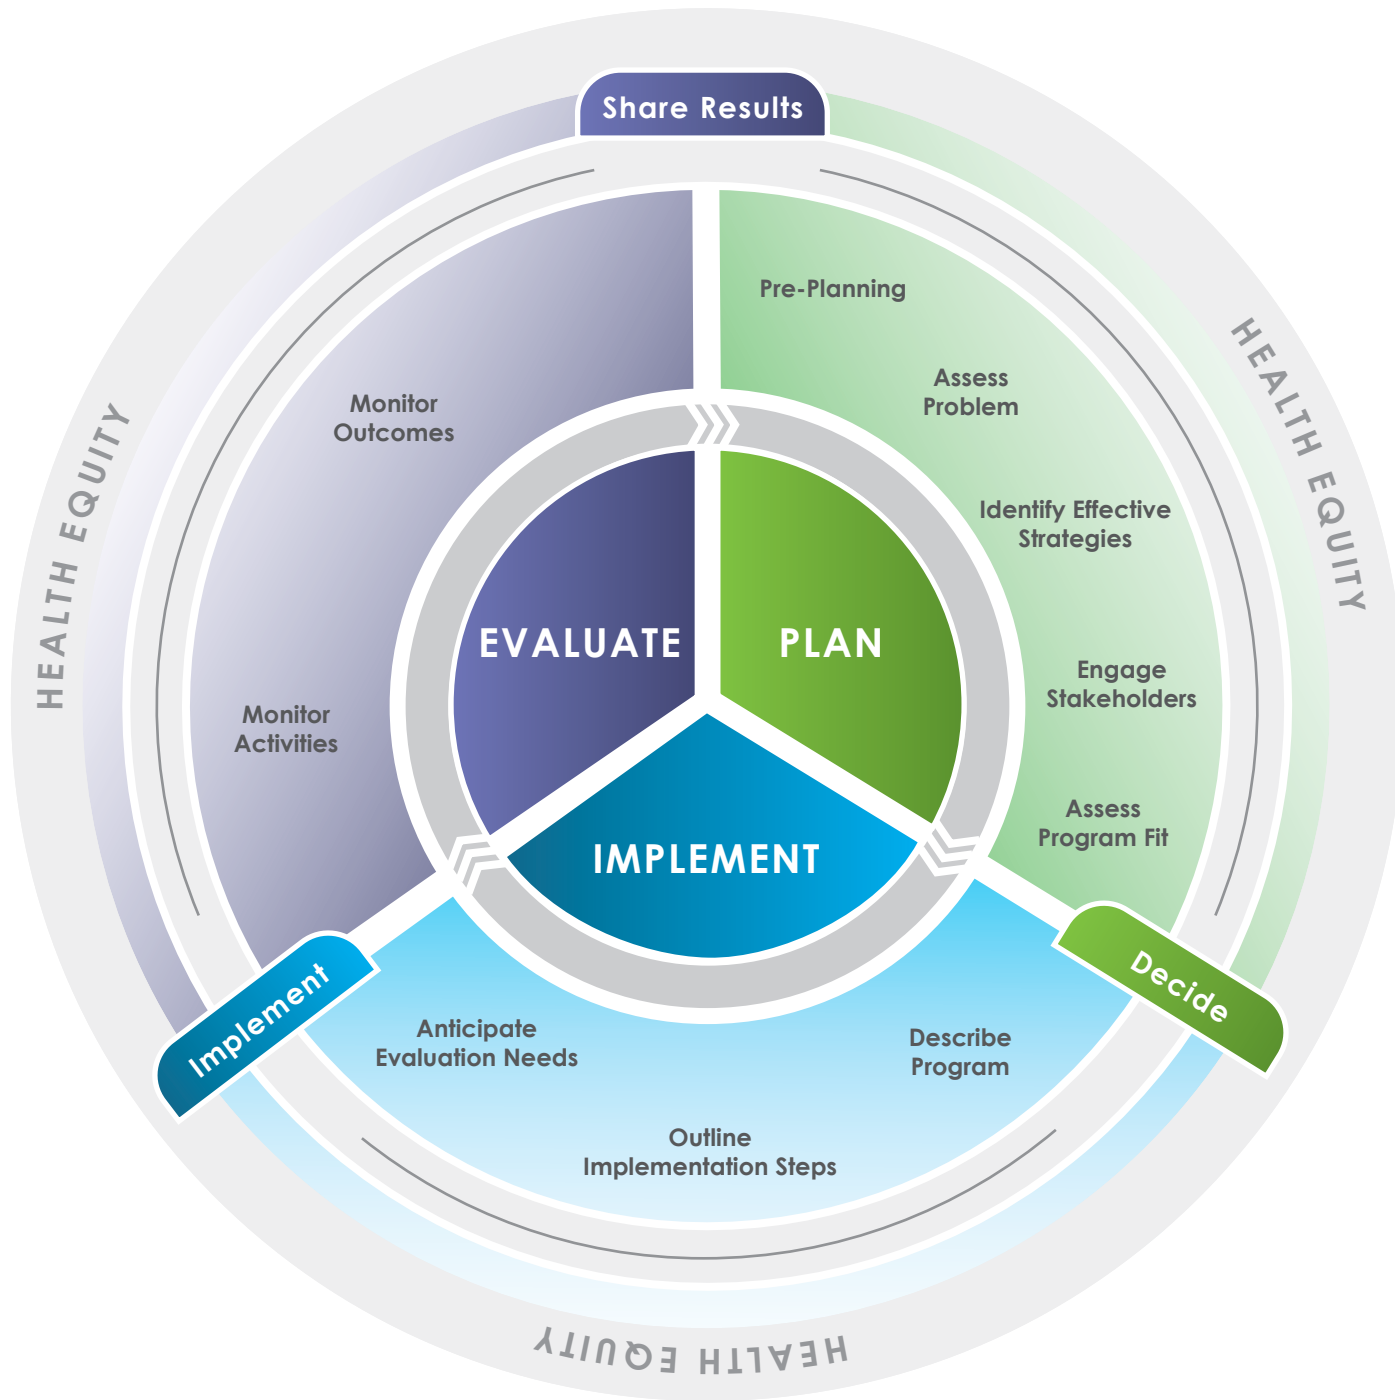 Share Results
Pre-Planning
Assess
Problem
Identify Effective
Strategies
Engage
Stakeholders
Assess
Program Fit
Decide
Describe
Program
Outline
Implementation Steps
Anticipate
Evaluation Needs
Implement
Monitor
Activities
Monitor
Outcomes
EVALUATE
PLAN
IMPLEMENT
HEALTH EQUITY
HEALTH EQUITY
HEALTH EQUITY